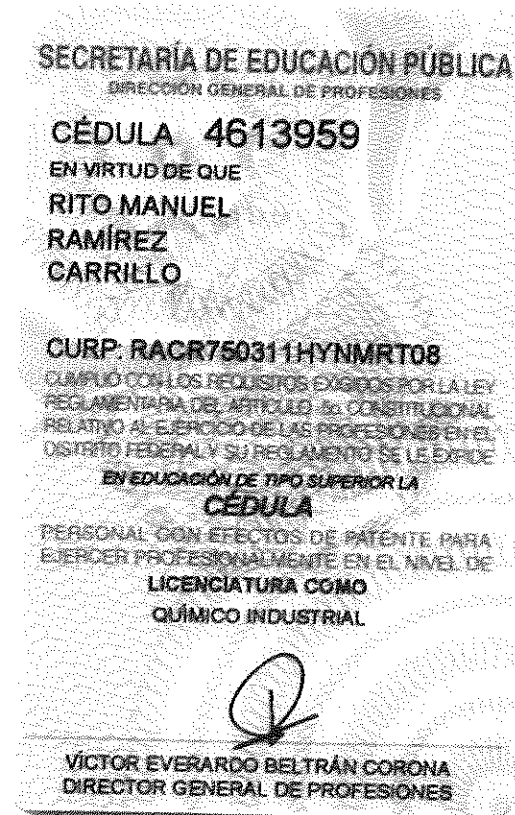 SECRETARÍA DE EDUCACIÓN PÚBLICA
DIRECCIÓN GENERAL DE PROFESIONES
CÉDULA 4613959
EN VIRTUD DE QUE
RITO MANUEL
RAMÍREZ
CARRILLO
CURP: RACR750311HYNMRT08
CUMPLIO CON LOS REQUISITOS EXIGIDOS POR LA LEY
REGLAMENTARIA DEL ARTICULO 5o. CONSTITUCIONAL
RELATIVO AL EJERCICIO DE LAS PROFESIONES EN EL
DISTRITO FEDERAL Y SU REGLAMENTO SE LE EXPIDE
EN EDUCACIÓN DE TIPO SUPERIOR LA
CÉDULA
PERSONAL CON EFECTOS DE PATENTE PARA
EJERCER PROFESIONALMENTE EN EL NIVEL DE
LICENCIATURA COMO
QUÍMICO INDUSTRIAL
VÍCTOR EVERARDO BELTRÁN CORONA
DIRECTOR GENERAL DE PROFESIONES